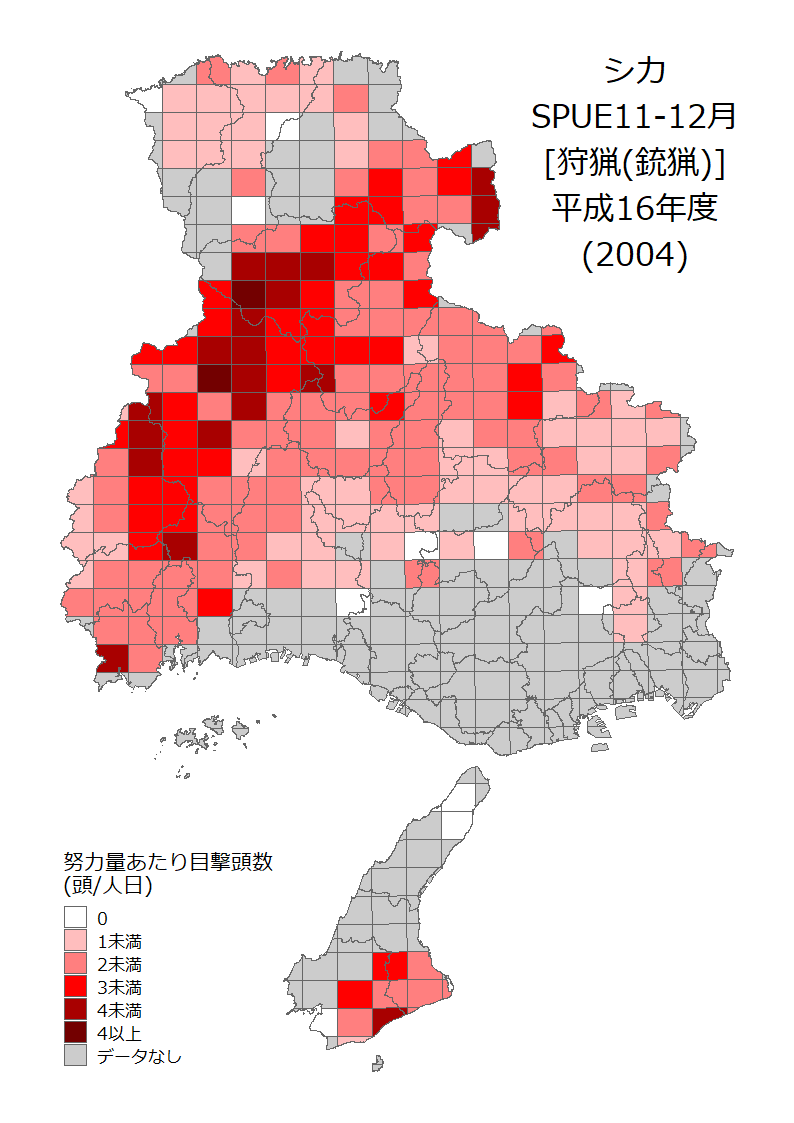 シカ
SPUE11-12月
[狩猟(銃猟)]
平成16年度
(2004)
努力量あたり目撃頭数
(頭/人日)
0
1未満
2未満
3未満
4未満
4以上
データなし